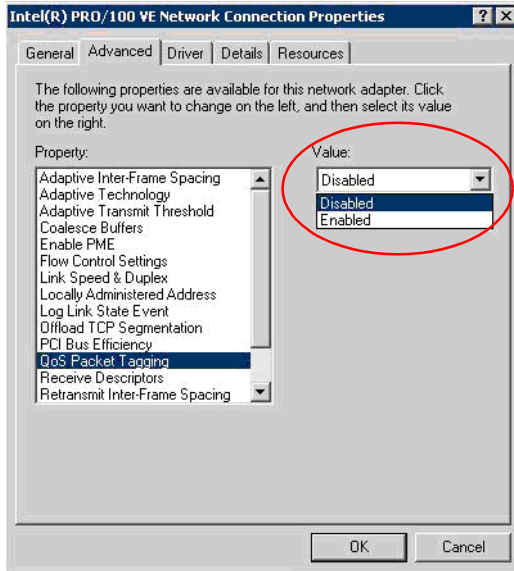 Intel(R) PRO/100 VE Network Connection Properties
General
Advanced
Driver
Details
Resources
The following properties are available for this network adapter. Click
the property you want to change on the left, and then select its value
on the right.
Property:
Adaptive Inter-Frame Spacing
Adaptive Technology
Adaptive Transmit Threshold
Coalesce Buffers
Enable PME
Flow Control Settings
Link Speed & Duplex
Locally Administered Address
Log Link State Event
Offload TCP Segmentation
PCI Bus Efficiency
QoS Packet Tagging
Receive Descriptors
Retransmit Inter-Frame Spacing
Value:
Disabled
Disabled
Enabled
OK
Cancel